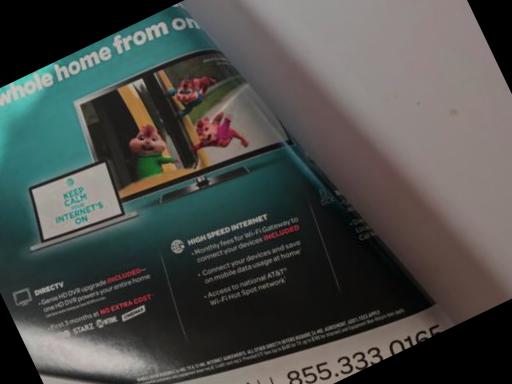 whole home from on
KEEP
CALM
YOUR
INTERNET'S
ON
DIRECTV
• Genie HD DVR upgrade INCLUDED—
one HD DVR powers your entire home
• First 3 months at NO EXTRA COST
STARZ SHOWTIME CINEMAX
HIGH SPEED INTERNET
• Monthly fees for Wi-Fi Gateway to
connect your devices INCLUDED
• Connect your devices and save
on mobile data usage at home
• Access to national AT&T
Wi-Fi Hot Spot network
855.333.0165